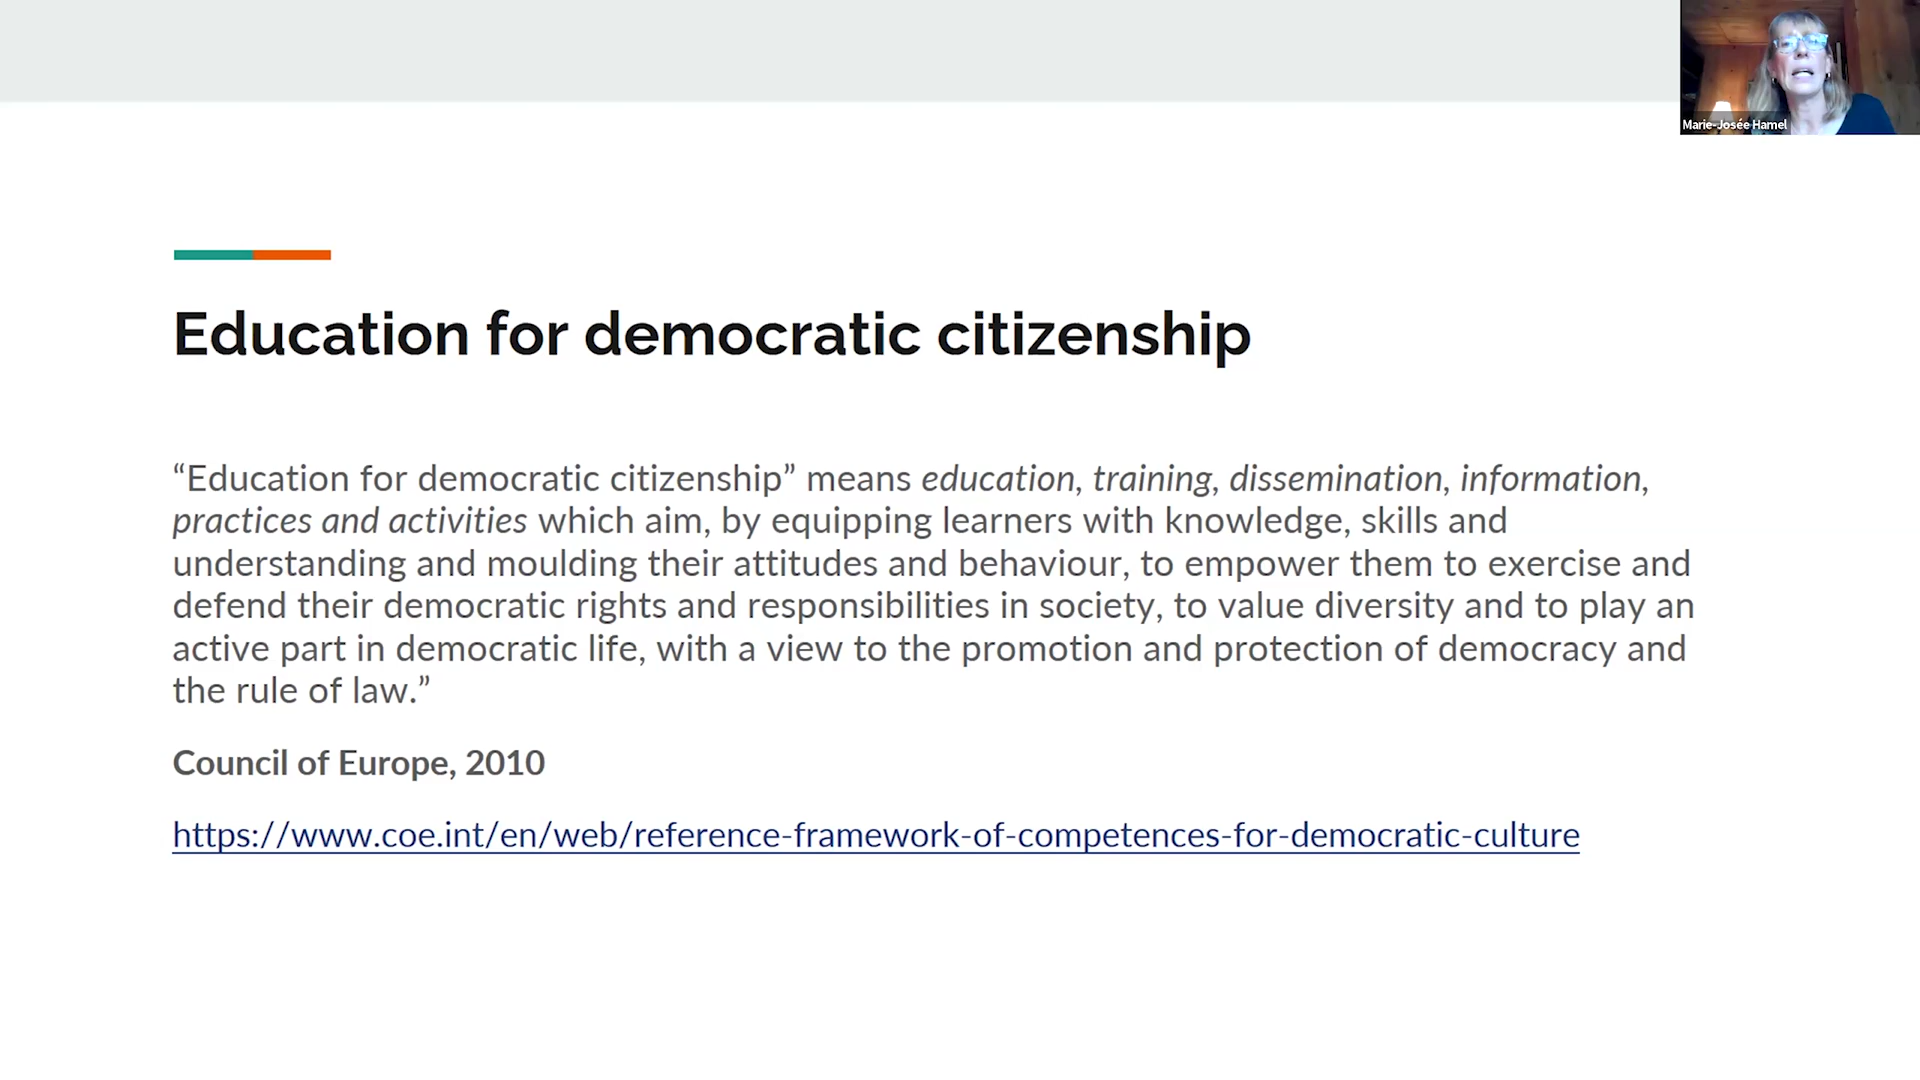 Marie-Josée Hamel
Education for democratic citizenship
“Education for democratic citizenship” means education, training, dissemination, information,
practices and activities which aim, by equipping learners with knowledge, skills and
understanding and moulding their attitudes and behaviour, to empower them to exercise and
defend their democratic rights and responsibilities in society, to value diversity and to play an
active part in democratic life, with a view to the promotion and protection of democracy and
the rule of law.”
Council of Europe, 2010
https://www.coe.int/en/web/reference-framework-of-competences-for-democratic-culture